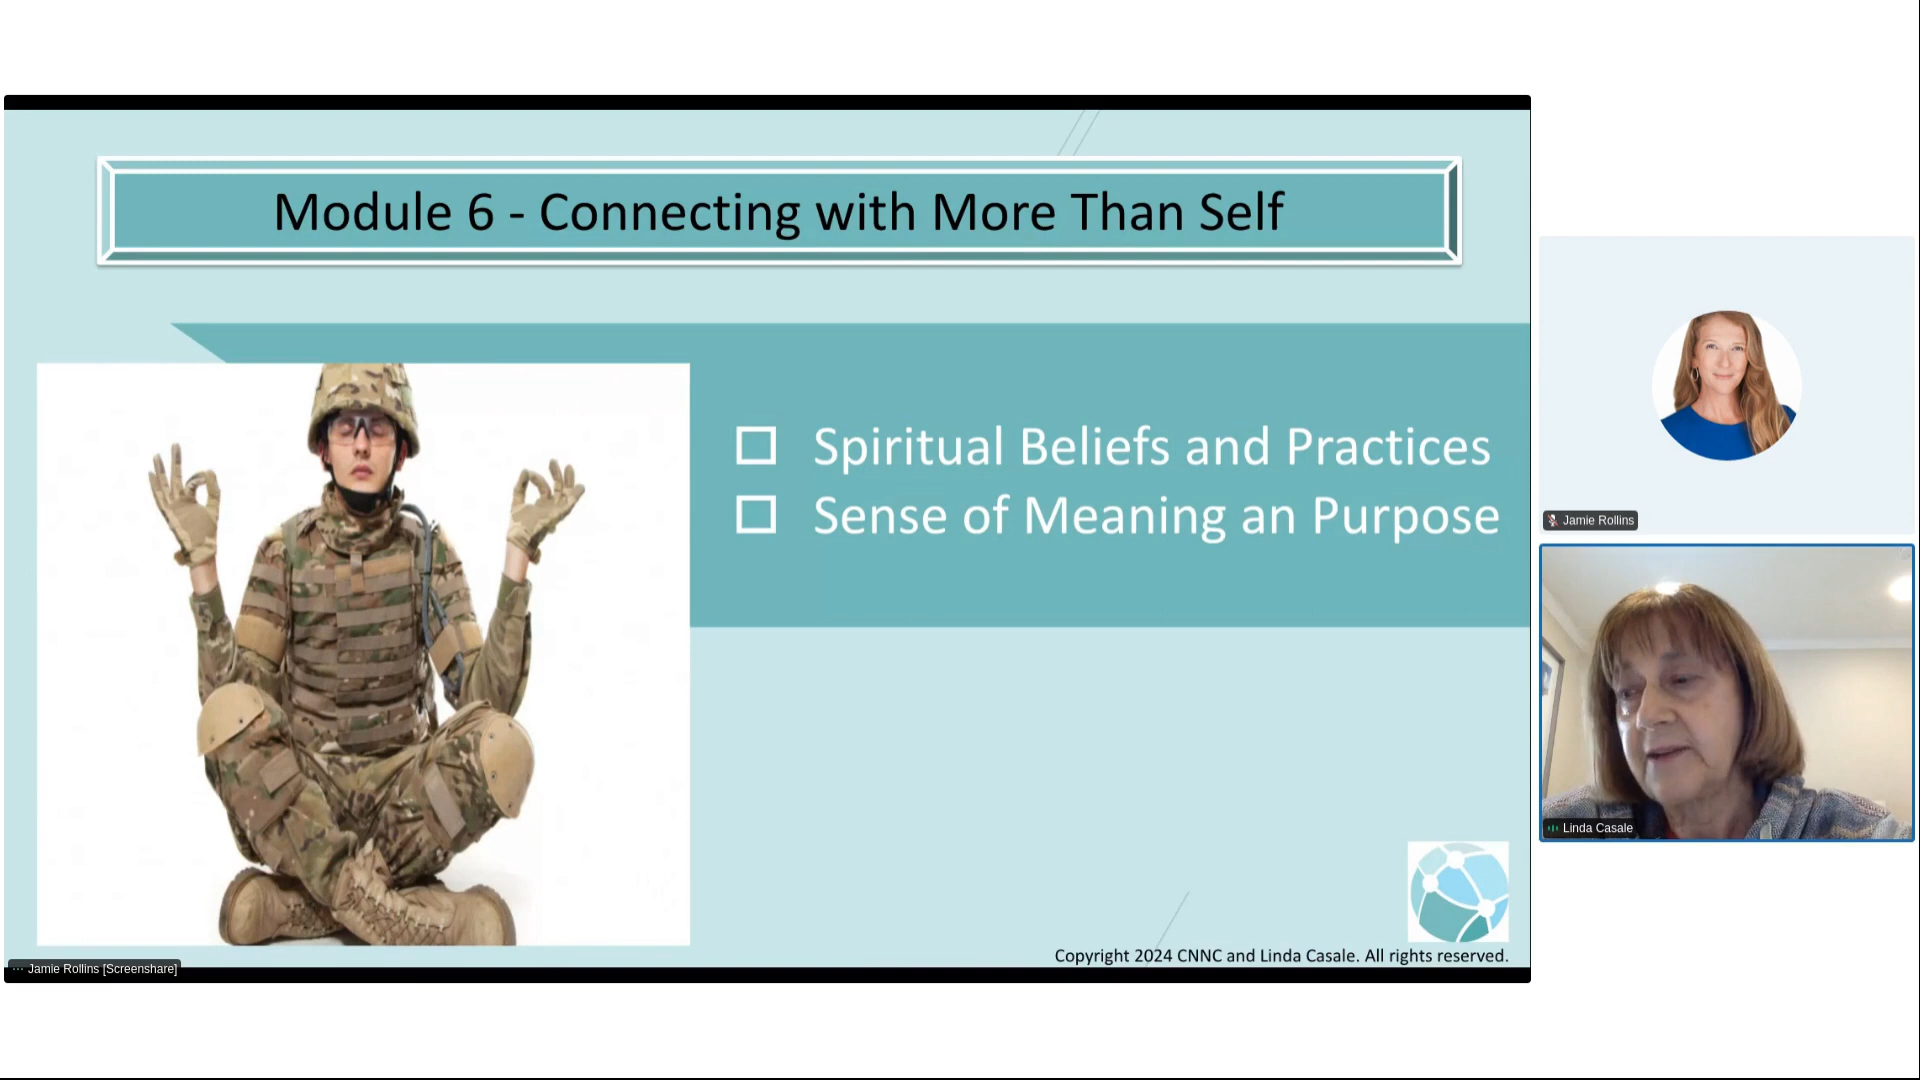 Module 6 - Connecting with More Than Self
Spiritual Beliefs and Practices
Sense of Meaning an Purpose
Copyright 2024 CNNC and Linda Casale. All rights reserved.
Jamie Rollins [Screenshare]
Jamie Rollins
Linda Casale